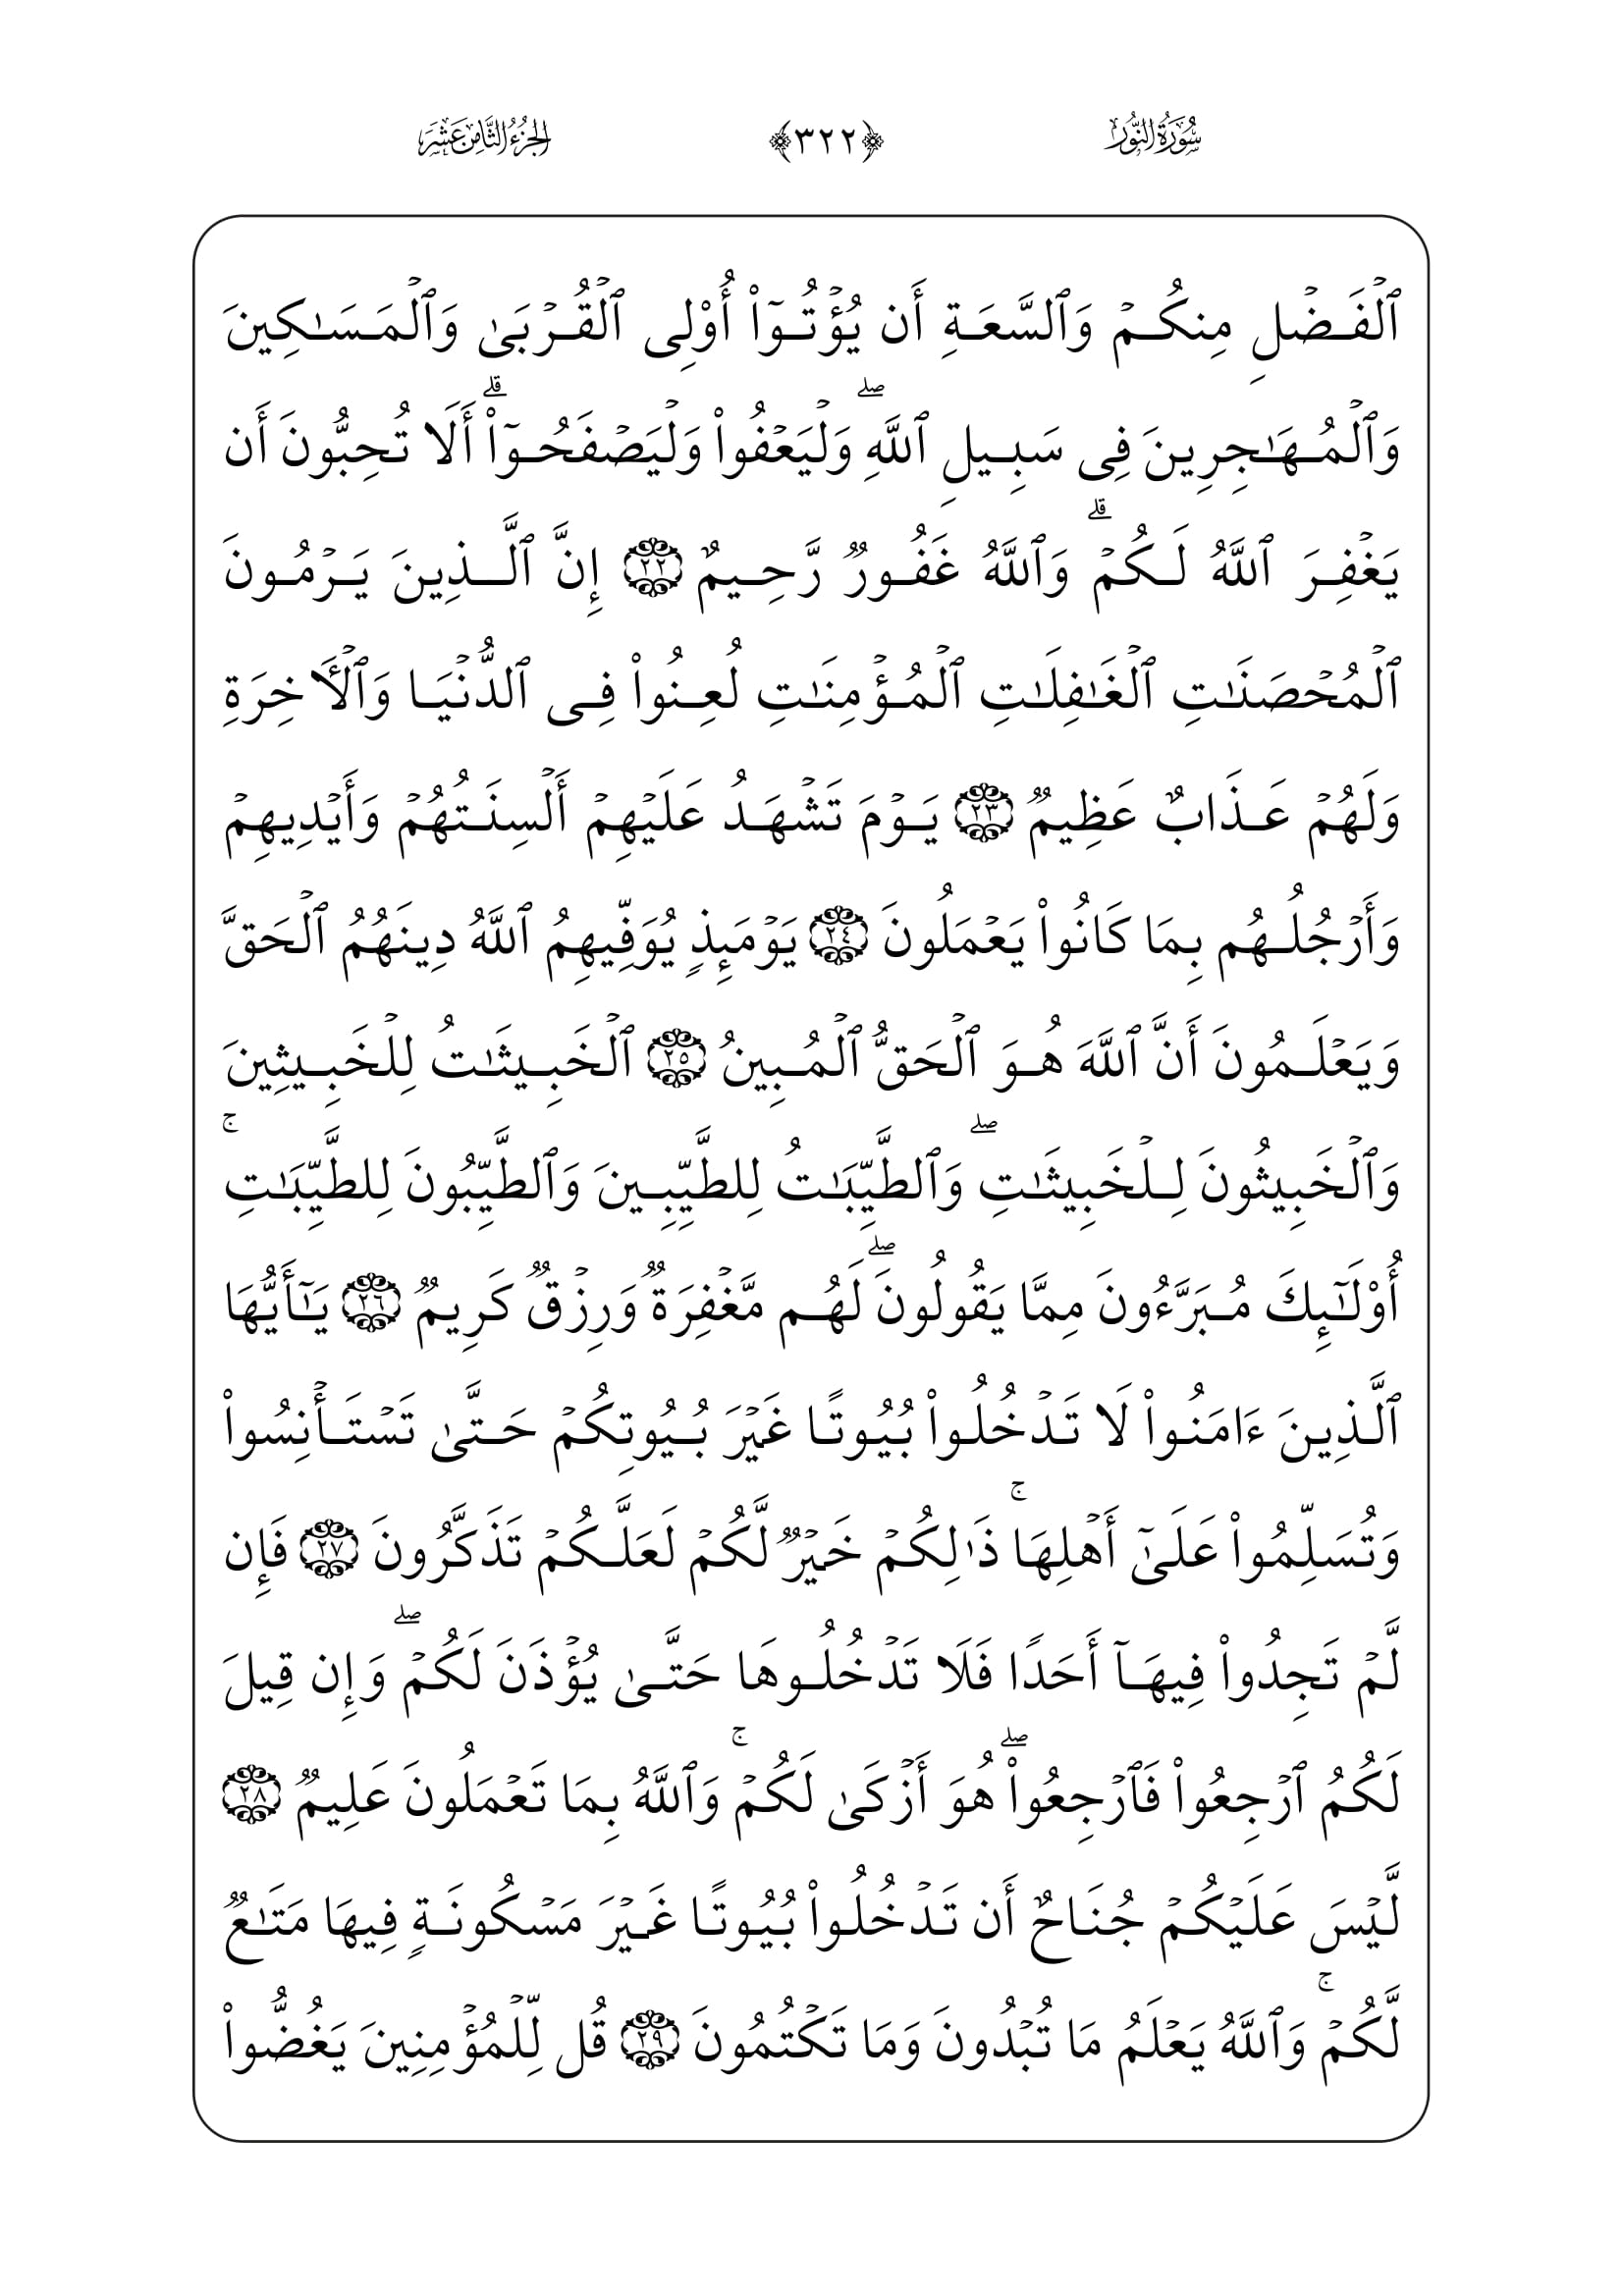 سُورَةُ النُّورِ ﴿٣٢٢﴾ الجُزْءُ الثَّامِنَ عَشَرَ
ٱلْفَضْلِ مِنكُمْ وَٱلسَّعَةِ أَن يُؤْتُوٓا۟ أُو۟لِى ٱلْقُرْبَىٰ وَٱلْمَسَـٰكِينَ
وَٱلْمُهَـٰجِرِينَ فِى سَبِيلِ ٱللَّهِ ۖ وَلْيَعْفُوا۟ وَلْيَصْفَحُوٓا۟ ۗ أَلَا تُحِبُّونَ أَن
يَغْفِرَ ٱللَّهُ لَكُمْ ۗ وَٱللَّهُ غَفُورٌ رَّحِيمٌ ٢٢ إِنَّ ٱلَّذِينَ يَرْمُونَ
ٱلْمُحْصَنَـٰتِ ٱلْغَـٰفِلَـٰتِ ٱلْمُؤْمِنَـٰتِ لُعِنُوا۟ فِى ٱلدُّنْيَا وَٱلْـَٔاخِرَةِ
وَلَهُمْ عَذَابٌ عَظِيمٌ ٢٣ يَوْمَ تَشْهَدُ عَلَيْهِمْ أَلْسِنَتُهُمْ وَأَيْدِيهِمْ
وَأَرْجُلُهُم بِمَا كَانُوا۟ يَعْمَلُونَ ٢٤ يَوْمَئِذٍ يُوَفِّيهِمُ ٱللَّهُ دِينَهُمُ ٱلْحَقَّ
وَيَعْلَمُونَ أَنَّ ٱللَّهَ هُوَ ٱلْحَقُّ ٱلْمُبِينُ ٢٥ ٱلْخَبِيثَـٰتُ لِلْخَبِيثِينَ
وَٱلْخَبِيثُونَ لِلْخَبِيثَـٰتِ ۖ وَٱلطَّيِّبَـٰتُ لِلطَّيِّبِينَ وَٱلطَّيِّبُونَ لِلطَّيِّبَـٰتِ ۚ
أُو۟لَـٰٓئِكَ مُبَرَّءُونَ مِمَّا يَقُولُونَ ۖ لَهُم مَّغْفِرَةٌ وَرِزْقٌ كَرِيمٌ ٢٦ يَـٰٓأَيُّهَا
ٱلَّذِينَ ءَامَنُوا۟ لَا تَدْخُلُوا۟ بُيُوتًا غَيْرَ بُيُوتِكُمْ حَتَّىٰ تَسْتَأْنِسُوا۟
وَتُسَلِّمُوا۟ عَلَىٰٓ أَهْلِهَا ۚ ذَٰلِكُمْ خَيْرٌ لَّكُمْ لَعَلَّكُمْ تَذَكَّرُونَ ٢٧ فَإِن
لَّمْ تَجِدُوا۟ فِيهَآ أَحَدًا فَلَا تَدْخُلُوهَا حَتَّىٰ يُؤْذَنَ لَكُمْ ۖ وَإِن قِيلَ
لَكُمُ ٱرْجِعُوا۟ فَٱرْجِعُوا۟ ۖ هُوَ أَزْكَىٰ لَكُمْ ۚ وَٱللَّهُ بِمَا تَعْمَلُونَ عَلِيمٌ ٢٨
لَّيْسَ عَلَيْكُمْ جُنَاحٌ أَن تَدْخُلُوا۟ بُيُوتًا غَيْرَ مَسْكُونَةٍ فِيهَا مَتَـٰعٌ
لَّكُمْ ۚ وَٱللَّهُ يَعْلَمُ مَا تُبْدُونَ وَمَا تَكْتُمُونَ ٢٩ قُل لِّلْمُؤْمِنِينَ يَغُضُّوا۟